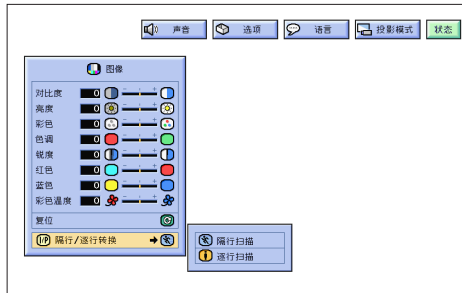 声音 选项 语言 投影模式 状态
图像
对比度 0
亮度 0
彩色 0
色调 0
锐度 0
红色 0
蓝色 0
彩色温度 0
复位
I/P 隔行/逐行转换
隔行扫描
逐行扫描